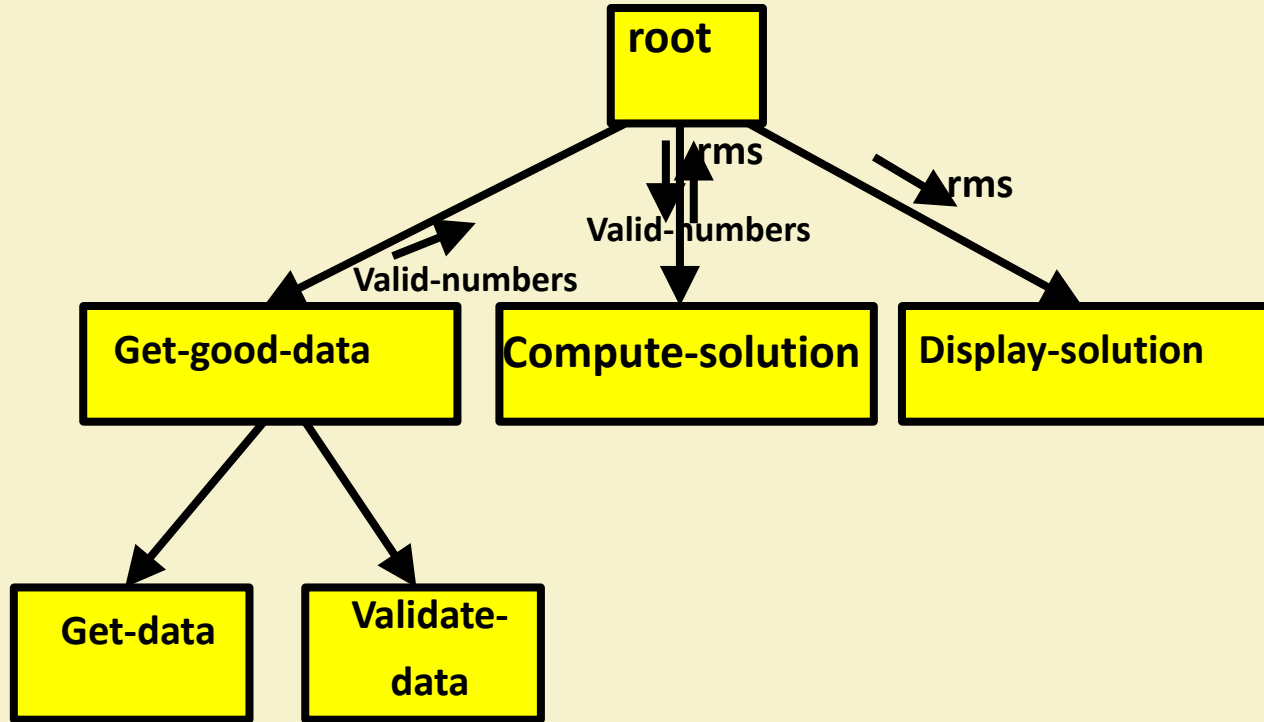 root
rms
rms
Valid-numbers
Valid-numbers
Get-good-data
Compute-solution
Display-solution
Get-data
Validate-
data